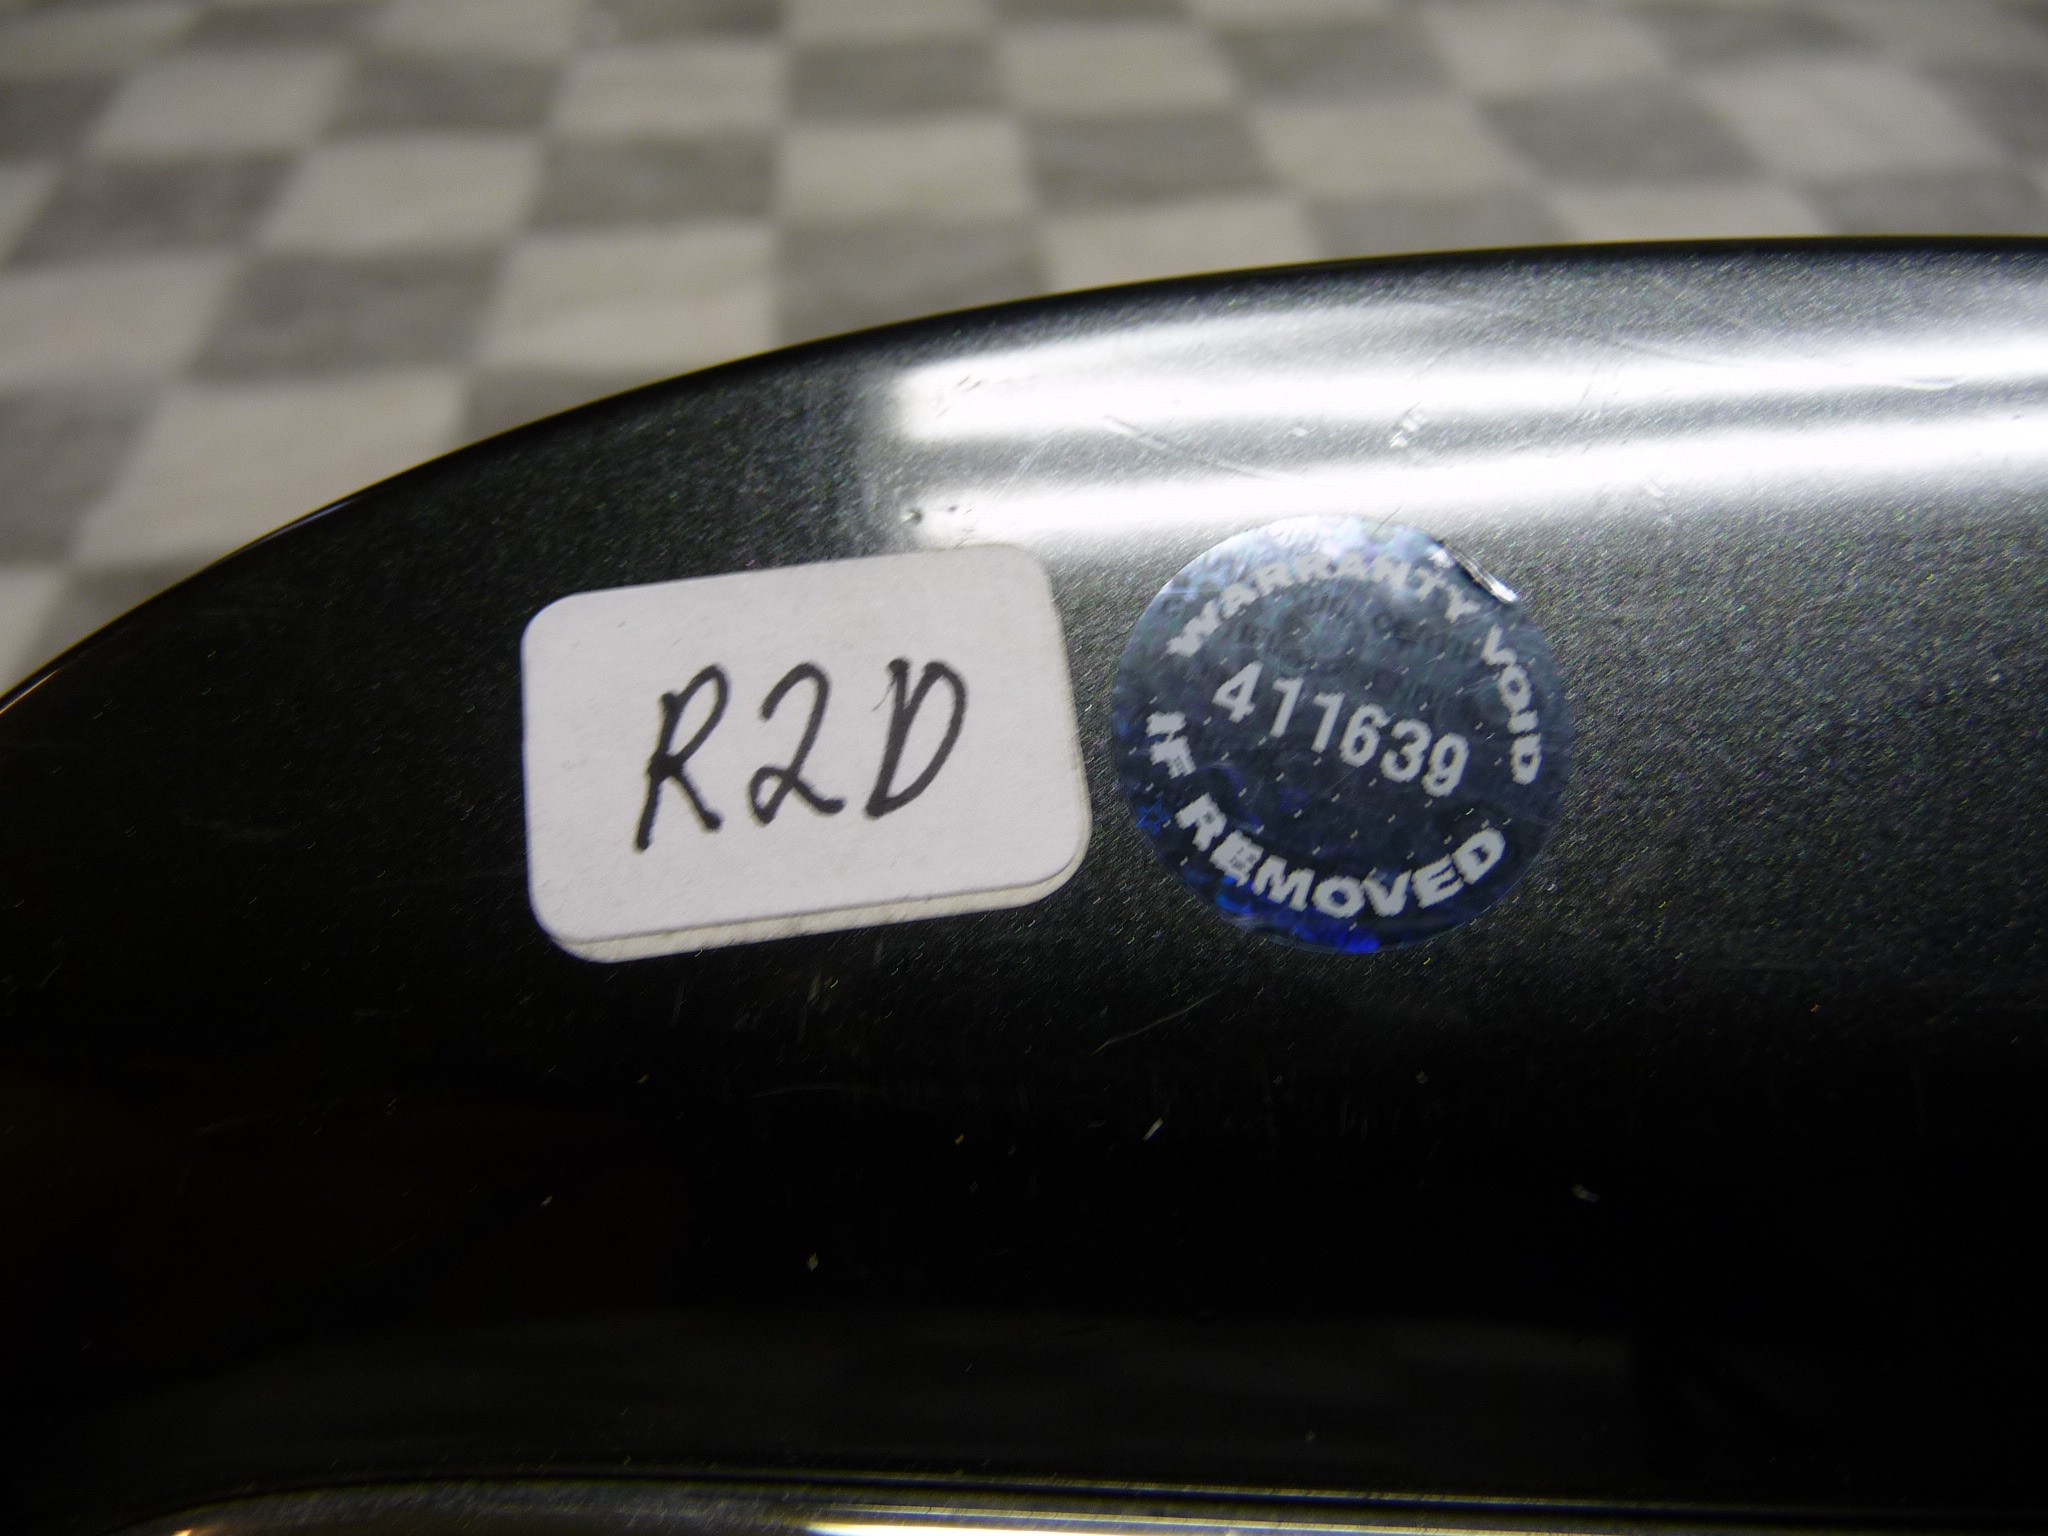 R2D
WARRANTY VOID
411639
IF REMOVED